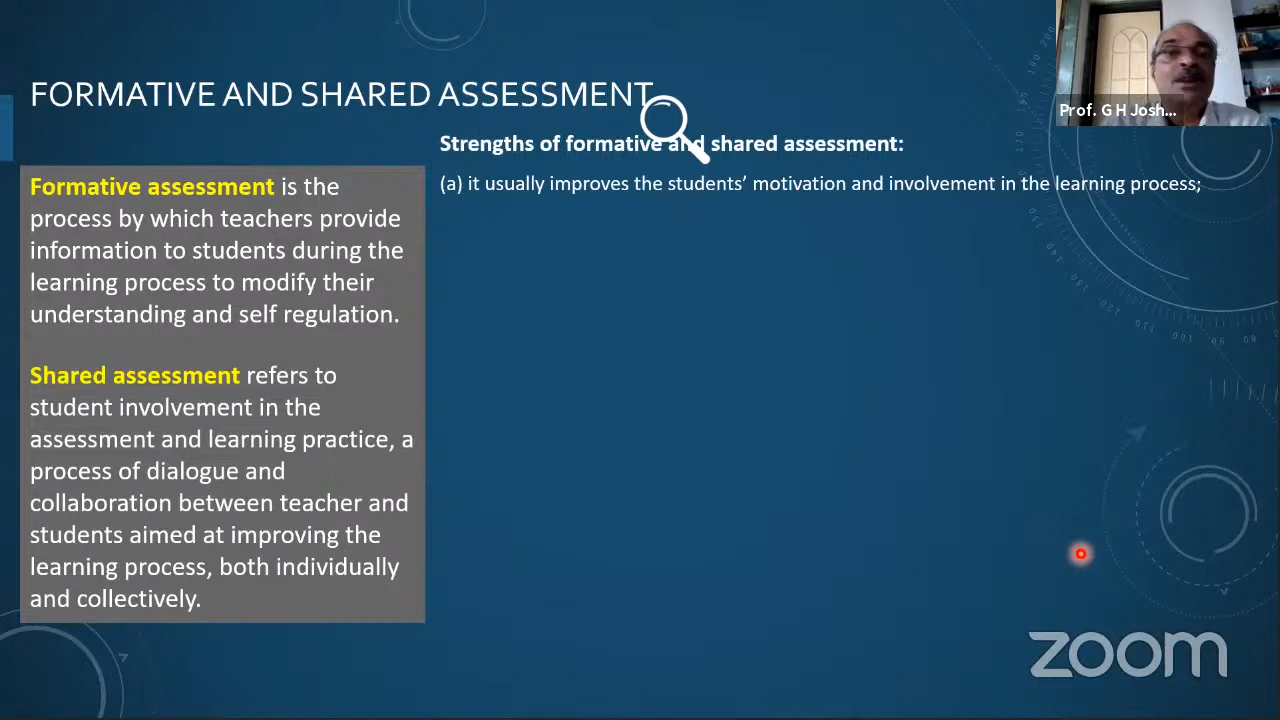 FORMATIVE AND SHARED ASSESSMENT
Prof. G H Josh...
Strengths of formative and shared assessment:
(a) it usually improves the students’ motivation and involvement in the learning process;
Formative assessment is the
process by which teachers provide
information to students during the
learning process to modify their
understanding and self regulation.
Shared assessment refers to
student involvement in the
assessment and learning practice, a
process of dialogue and
collaboration between teacher and
students aimed at improving the
learning process, both individually
and collectively.
zoom